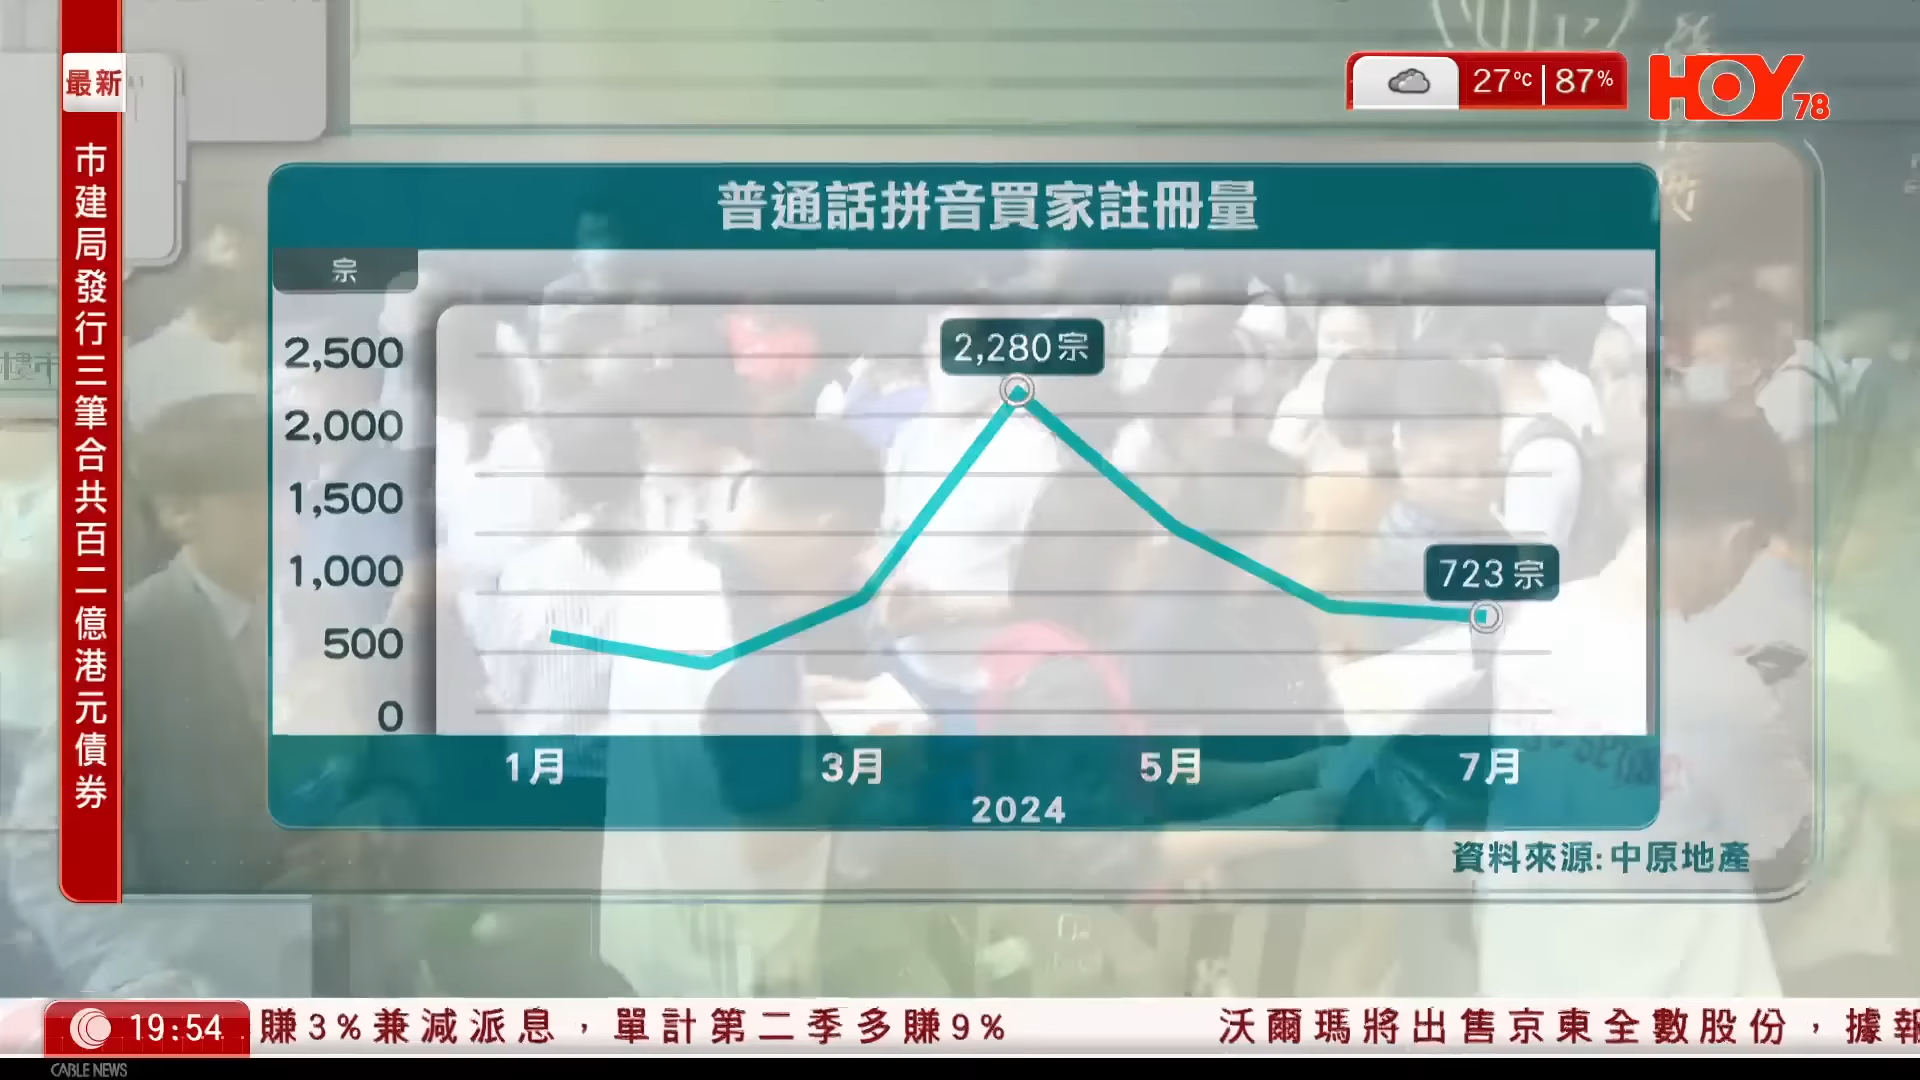 最新
市建局發行三筆合共百二億港元債券
27°C 87%
HOY 78
普通話拼音買家註冊量
宗
2,500
2,000
1,500
1,000
500
0
2,280宗
723宗
1月 3月 5月 7月
2024
資料來源:中原地產
19:54 賺3%兼減派息，單計第二季多賺9% 沃爾瑪將出售京東全數股份，據報
CABLE NEWS